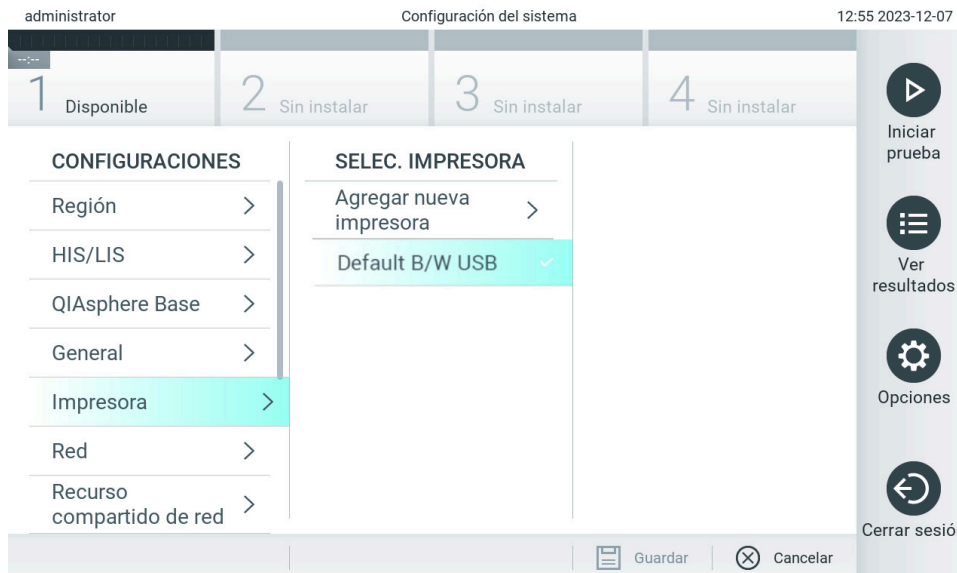 administrator
Configuración del sistema
12:55 2023-12-07
--:--
1 Disponible
2 Sin instalar
3 Sin instalar
4 Sin instalar
CONFIGURACIONES
Región
HIS/LIS
QIAsphere Base
General
Impresora
Red
Recurso
compartido de red
SELEC. IMPRESORA
Agregar nueva
impresora
Default B/W USB
Iniciar
prueba
Ver
resultados
Opciones
Cerrar sesió
Guardar
Cancelar